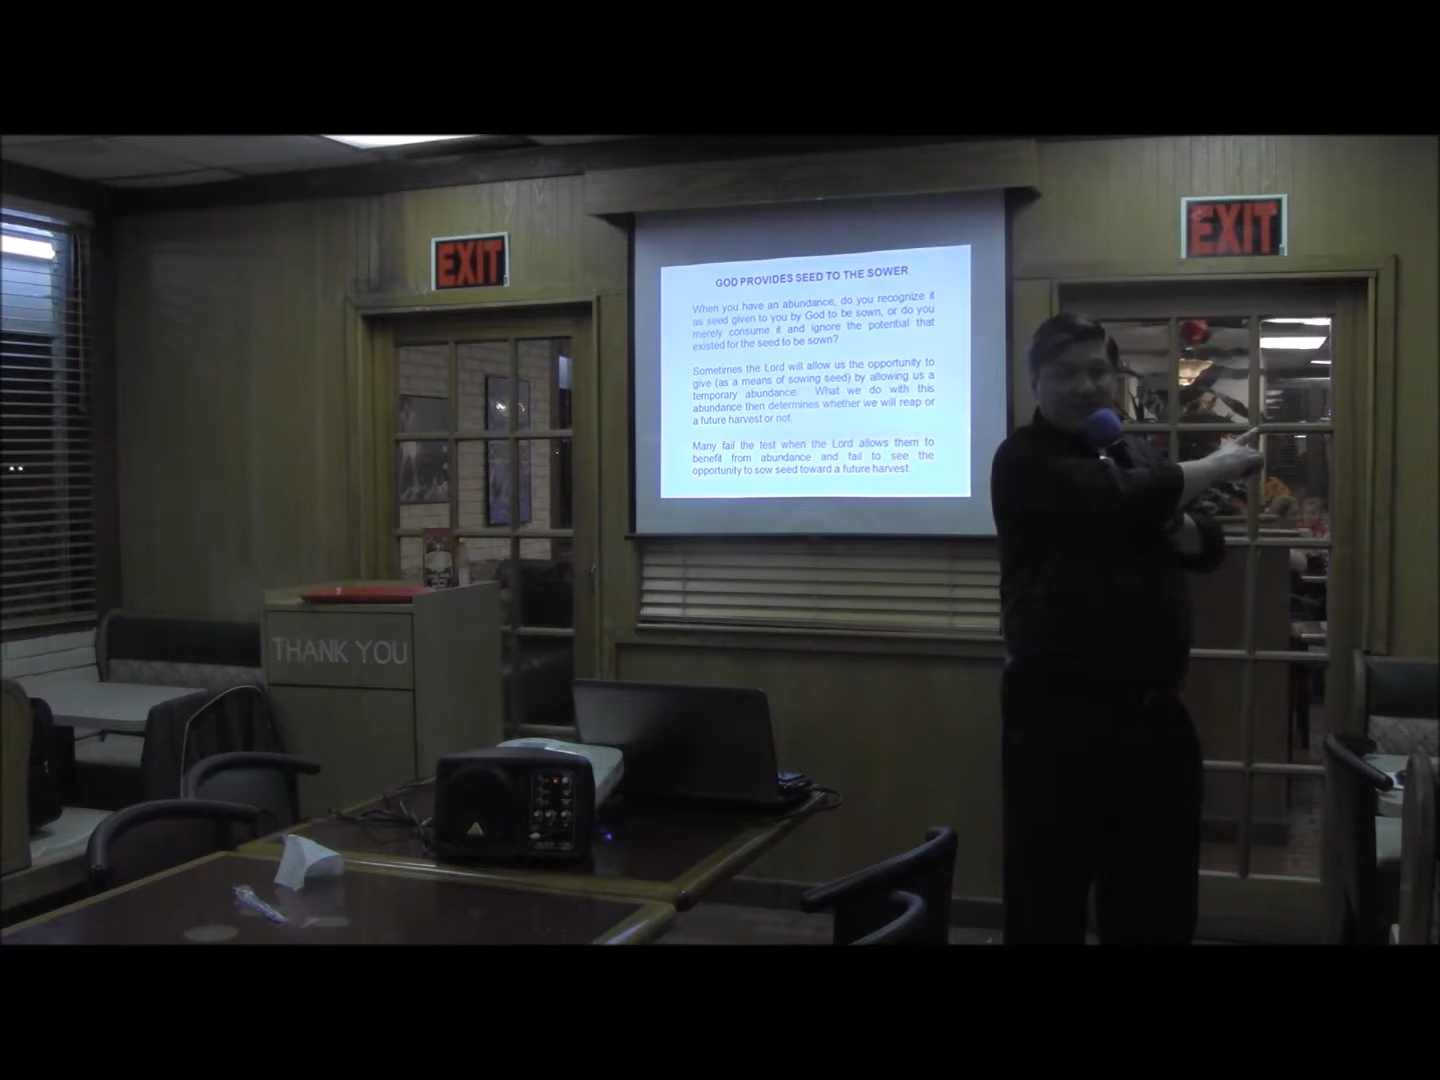 EXIT
EXIT
GOD PROVIDES SEED TO THE SOWER
When you have an abundance, do you recognize it
as seed given to you by God to be sown, or do you
merely consume it and ignore the potential that
existed for the seed to be sown?
Sometimes the Lord will allow us the opportunity to
give (as a means of sowing seed) by allowing us a
temporary abundance. What we do with this
abundance then determines whether we will reap or
a future harvest or not.
Many fail the test when the Lord allows them to
benefit from abundance and fail to see the
opportunity to sow seed toward a future harvest.
THANK YOU